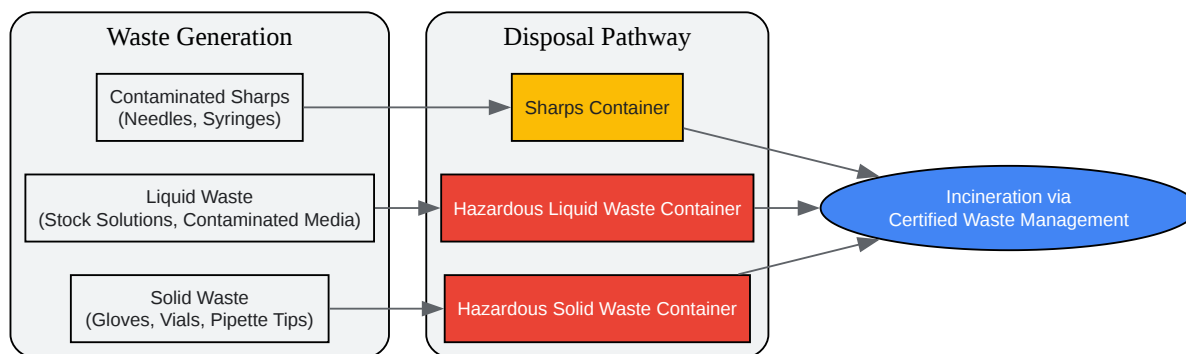 Waste Generation
Disposal Pathway
Contaminated Sharps
(Needles, Syringes)
Sharps Container
Liquid Waste
(Stock Solutions, Contaminated Media)
Hazardous Liquid Waste Container
Incineration via
Certified Waste Management
Solid Waste
(Gloves, Vials, Pipette Tips)
Hazardous Solid Waste Container